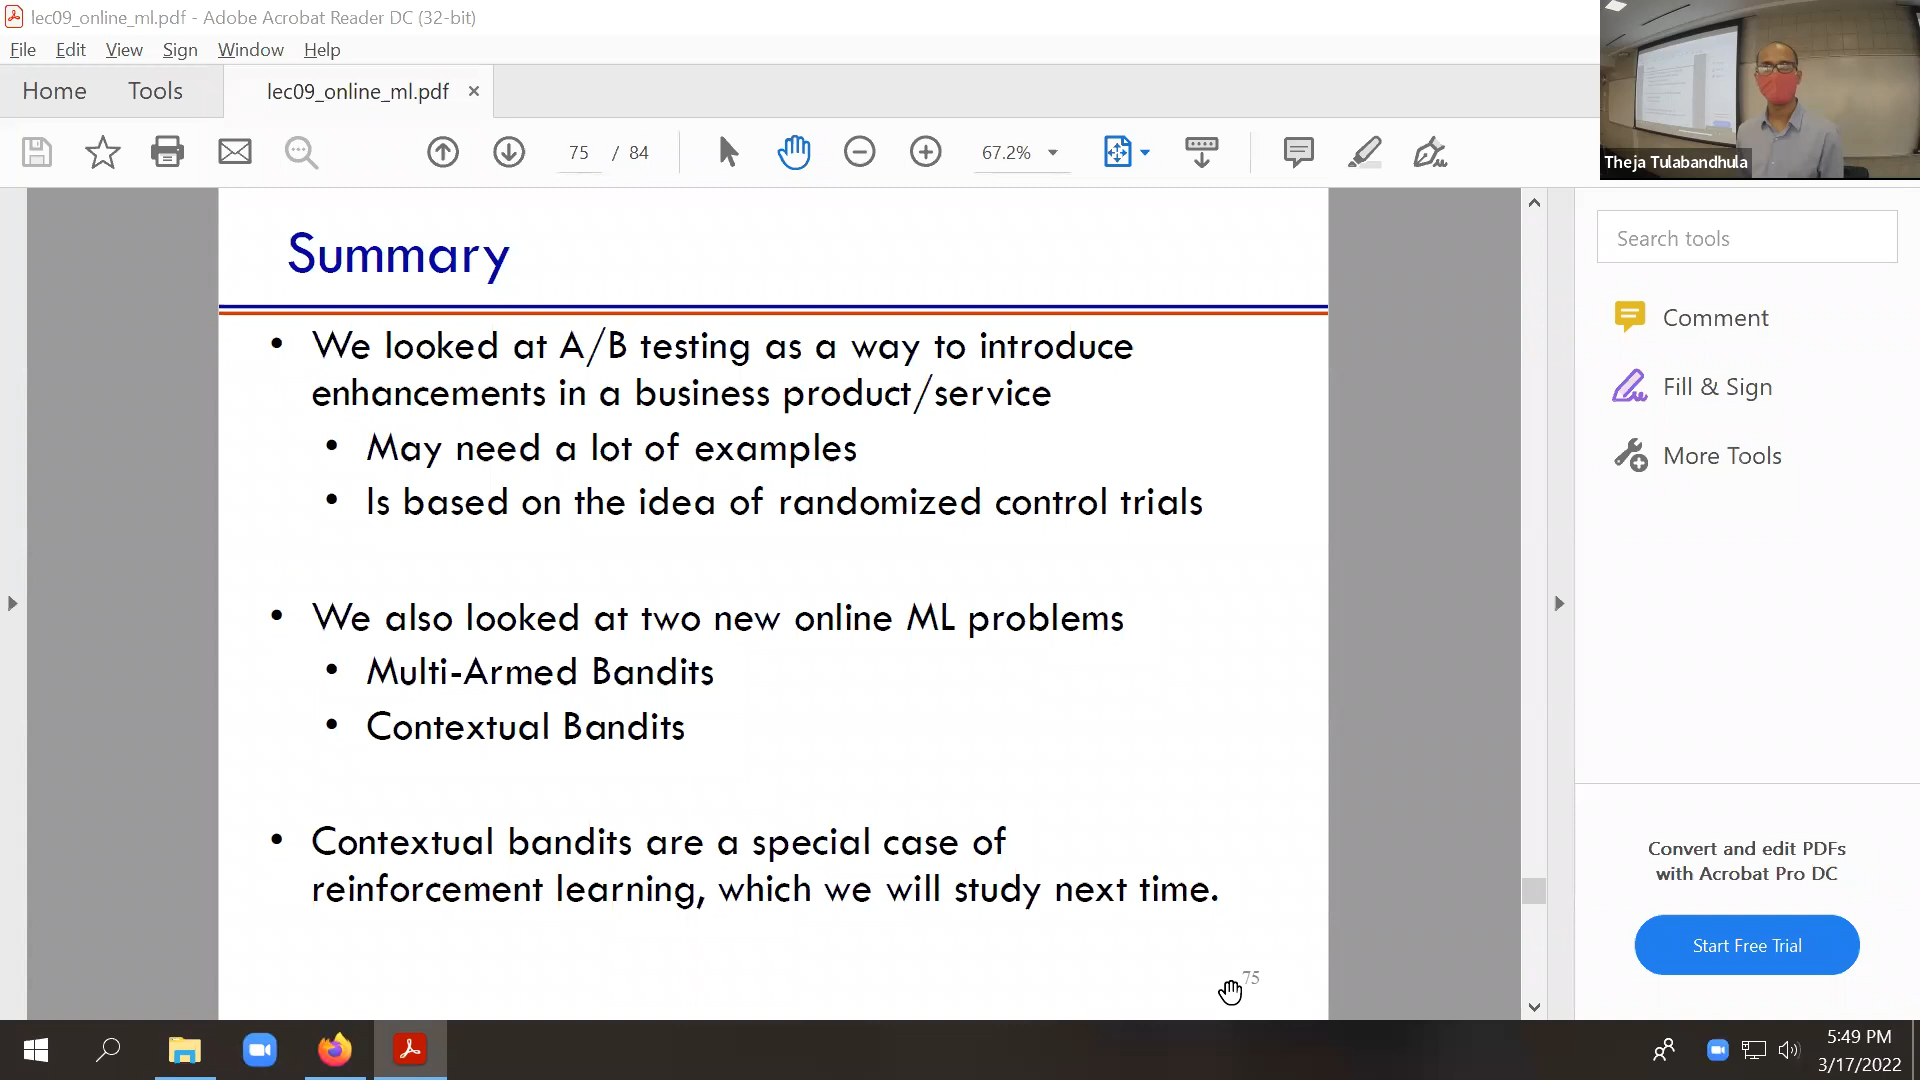 lec09_online_ml.pdf - Adobe Acrobat Reader DC (32-bit)
File Edit View Sign Window Help
Home Tools lec09_online_ml.pdf ×
75 / 84 67.2%
Theja Tulabandhula
Summary
• We looked at A/B testing as a way to introduce
enhancements in a business product/service
• May need a lot of examples
• Is based on the idea of randomized control trials
• We also looked at two new online ML problems
• Multi-Armed Bandits
• Contextual Bandits
• Contextual bandits are a special case of
reinforcement learning, which we will study next time.
75
Search tools
Comment
Fill & Sign
More Tools
Convert and edit PDFs
with Acrobat Pro DC
Start Free Trial
5:49 PM
3/17/2022